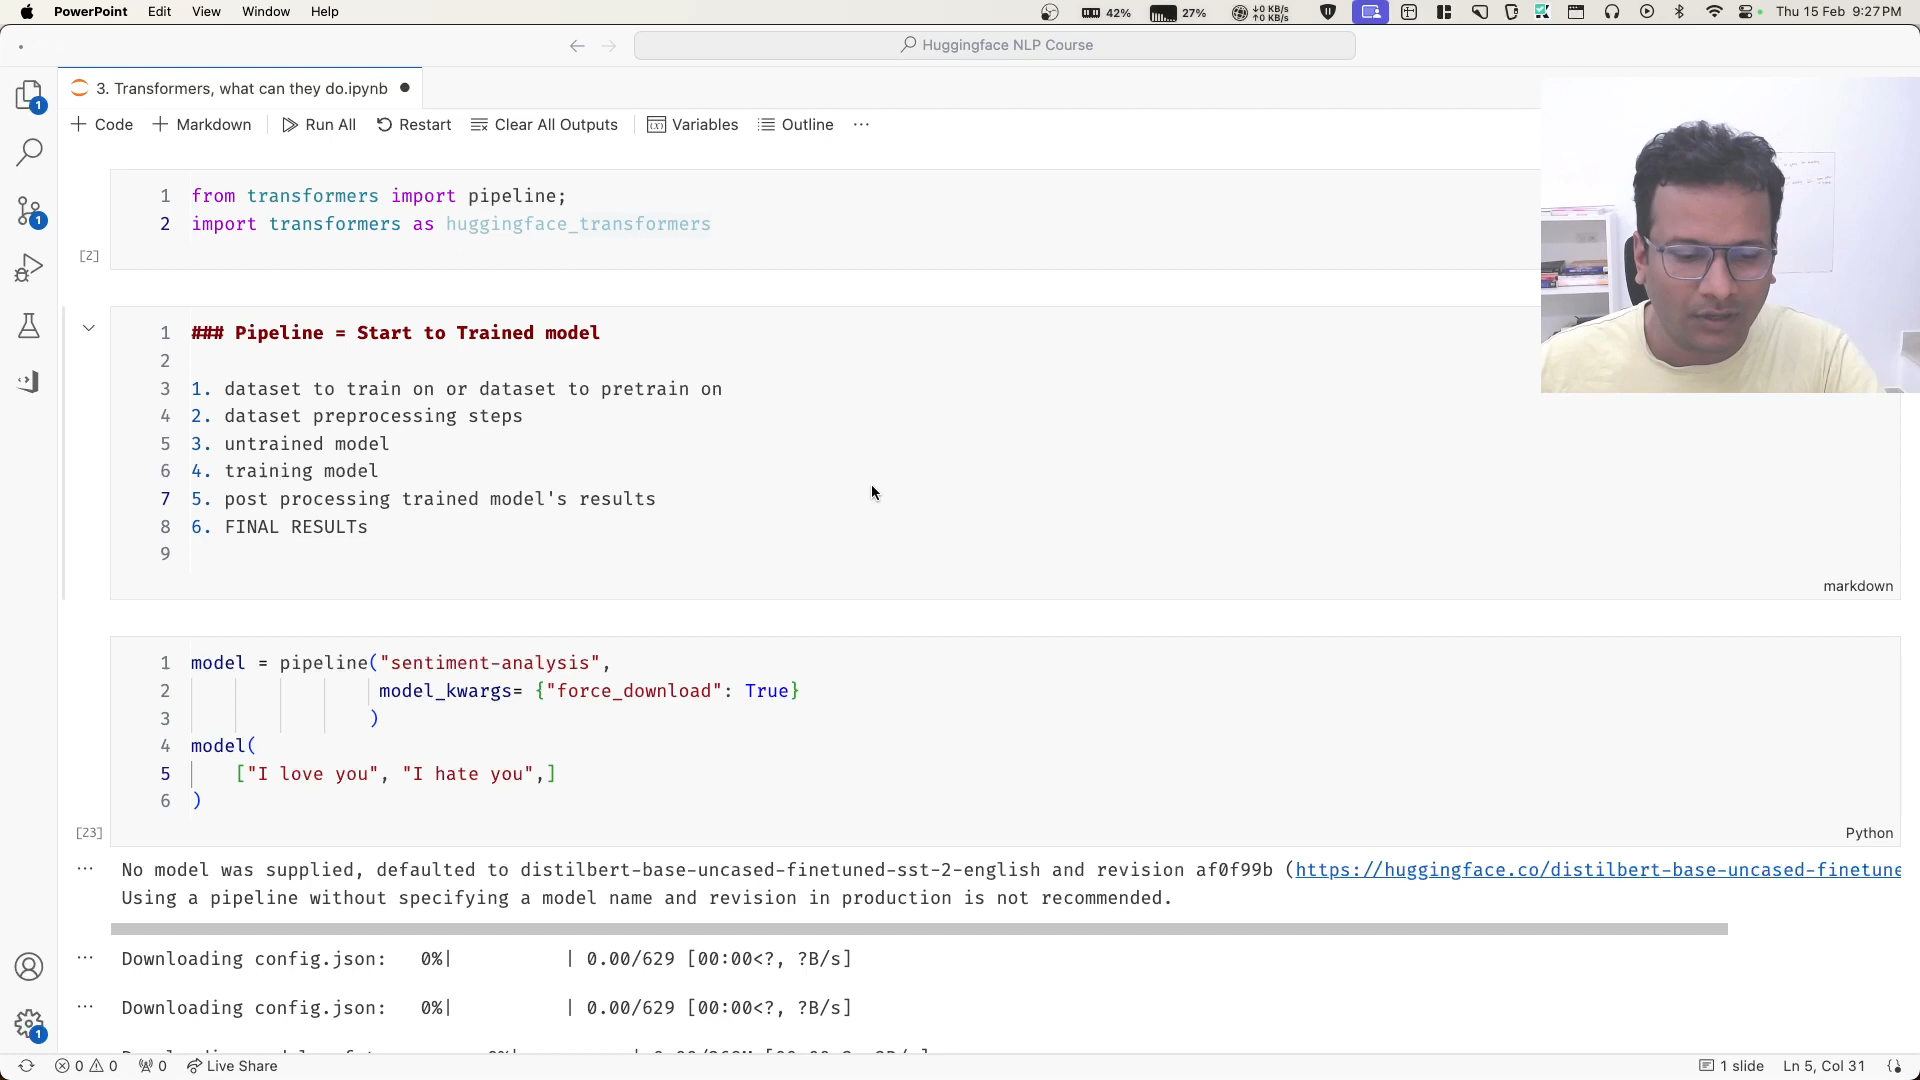 PowerPoint Edit View Window Help 42% 27% ↓0 KB/s ↑0 KB/s Thu 15 Feb 9:27 PM
Huggingface NLP Course
3. Transformers, what can they do.ipynb
+ Code + Markdown Run All Restart Clear All Outputs Variables Outline ...
1 from transformers import pipeline;
2 import transformers as huggingface_transformers
[2]
1 ### Pipeline = Start to Trained model
2
3 1. dataset to train on or dataset to pretrain on
4 2. dataset preprocessing steps
5 3. untrained model
6 4. training model
7 5. post processing trained model's results
8 6. FINAL RESULTs
9
markdown
1 model = pipeline("sentiment-analysis",
2 model_kwargs= {"force_download": True}
3 )
4 model(
5 ["I love you", "I hate you",]
6 )
[23]
Python
... No model was supplied, defaulted to distilbert-base-uncased-finetuned-sst-2-english and revision af0f99b (https://huggingface.co/distilbert-base-uncased-finetune
Using a pipeline without specifying a model name and revision in production is not recommended.
... Downloading config.json: 0%| | 0.00/629 [00:00<?, ?B/s]
... Downloading config.json: 0%| | 0.00/629 [00:00<?, ?B/s]
0 0 0 Live Share 1 slide Ln 5, Col 31